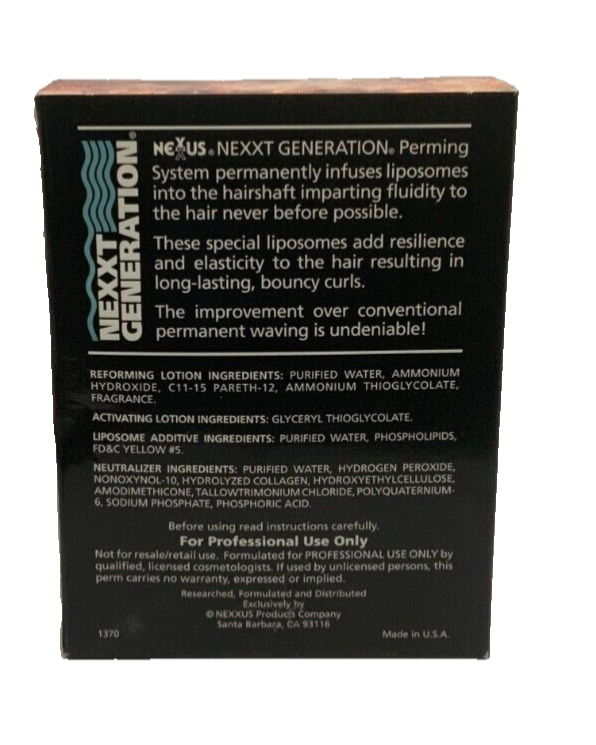 NEXXT
GENERATION®
NEXXUS® NEXXT GENERATION® Perming
System permanently infuses liposomes
into the hairshaft imparting fluidity to
the hair never before possible.
These special liposomes add resilience
and elasticity to the hair resulting in
long-lasting, bouncy curls.
The improvement over conventional
permanent waving is undeniable!
REFORMING LOTION INGREDIENTS: PURIFIED WATER, AMMONIUM
HYDROXIDE, C11-15 PARETH-12, AMMONIUM THIOGLYCOLATE,
FRAGRANCE.
ACTIVATING LOTION INGREDIENTS: GLYCERYL THIOGLYCOLATE.
LIPOSOME ADDITIVE INGREDIENTS: PURIFIED WATER, PHOSPHOLIPIDS,
FD&C YELLOW #5.
NEUTRALIZER INGREDIENTS: PURIFIED WATER, HYDROGEN PEROXIDE,
NONOXYNOL-10, HYDROLYZED COLLAGEN, HYDROXYETHYLCELLULOSE,
AMODIMETHICONE, TALLOWTRIMONIUM CHLORIDE, POLYQUATERNIUM-
6, SODIUM PHOSPHATE, PHOSPHORIC ACID.
Before using read instructions carefully.
For Professional Use Only
Not for resale/retail use. Formulated for PROFESSIONAL USE ONLY by
qualified, licensed cosmetologists. If used by unlicensed persons, this
perm carries no warranty, expressed or implied.
Researched, Formulated and Distributed
Exclusively by
© NEXXUS Products Company
Santa Barbara, CA 93116
1370
Made in U.S.A.